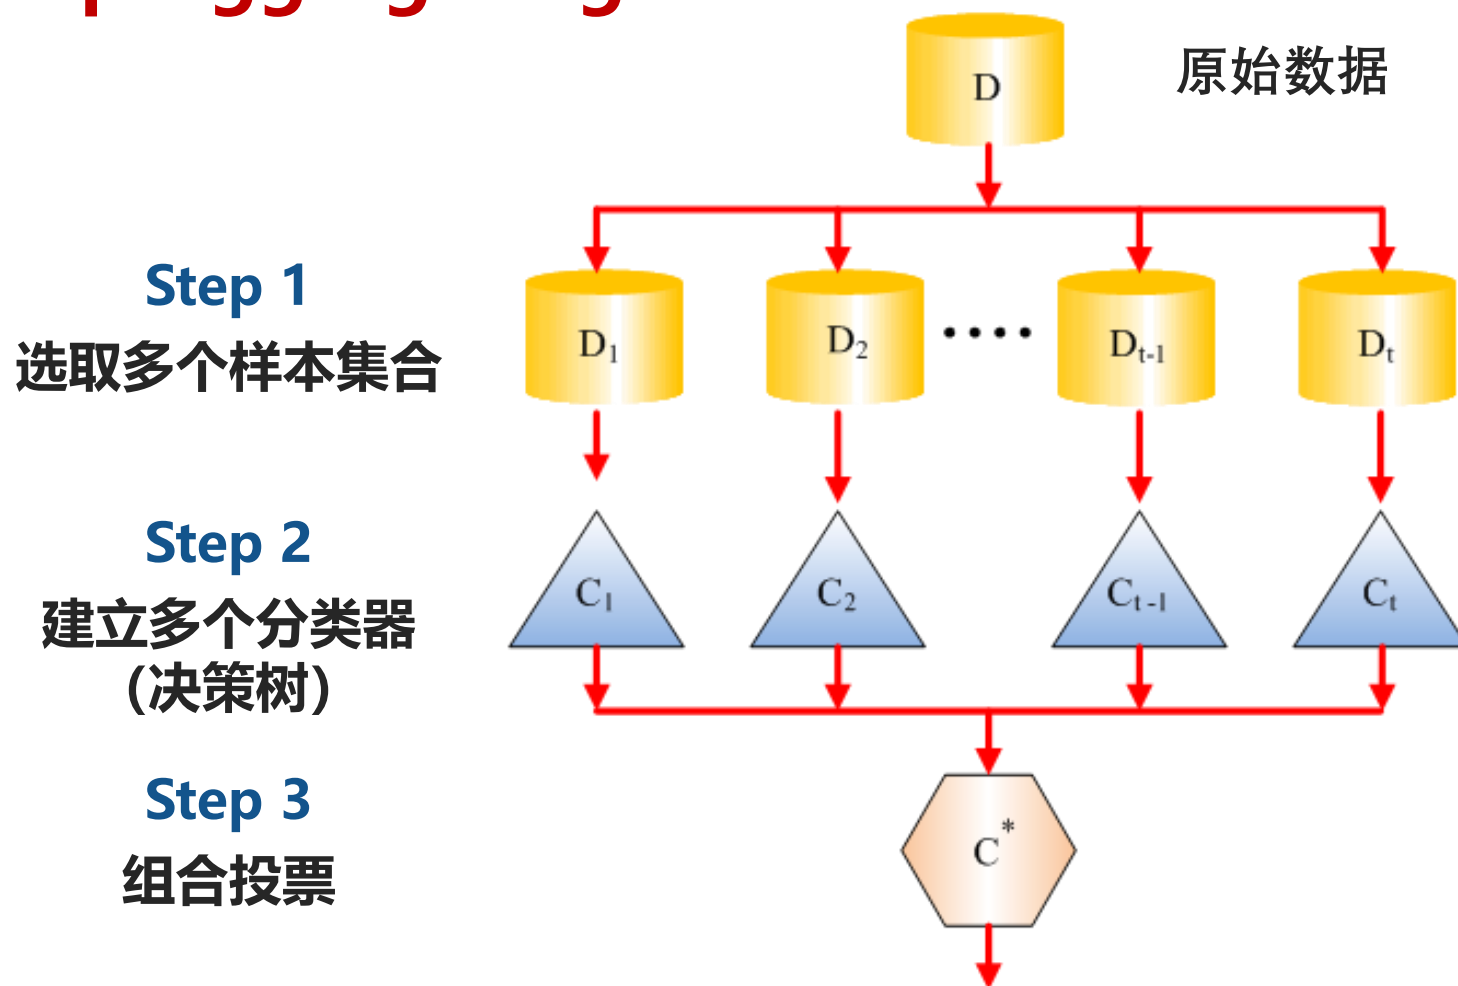 D
原始数据
Step 1
选取多个样本集合
D1
D2
....
Dt-1
Dt
Step 2
建立多个分类器
(决策树)
C1
C2
Ct-1
Ct
Step 3
组合投票
C*